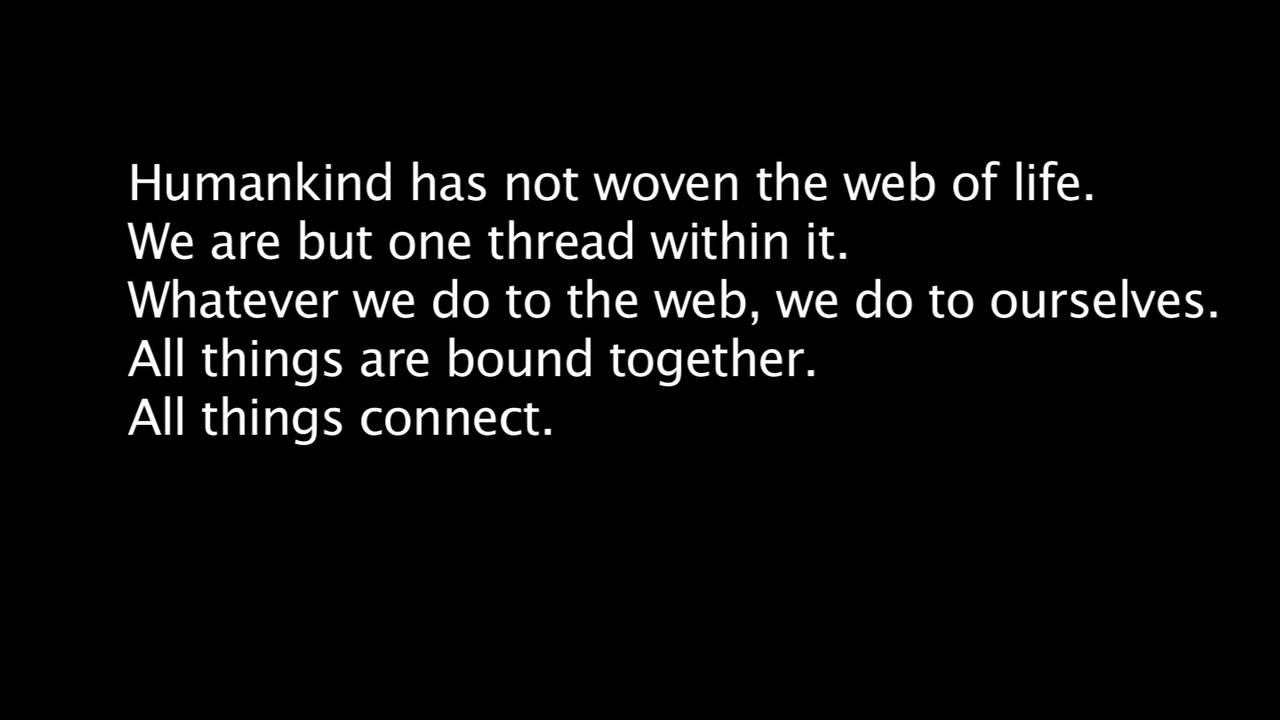 Humankind has not woven the web of life.
We are but one thread within it.
Whatever we do to the web, we do to ourselves.
All things are bound together.
All things connect.